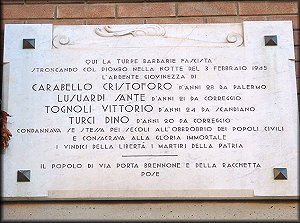 QUI LA TURPE BARBARIE FASCISTA
STRONCANDO COL PIOMBO NELLA NOTTE DEL 3 FEBBRAIO 1945
L'ARDENTE GIOVINEZZA DI
CARABELLO CRISTOFORO D'ANNI 28 DA PALERMO
LUSUARDI SANTE D'ANNI 21 DA CORREGGIO
TOGNOLI VITTORIO D'ANNI 24 DA SCANDIANO
TURCI DINO D'ANNI 20 DA CORREGGIO
CONDANNAVA SE STESSA PEI SECOLI ALL'OBBROBRIO DEI POPOLI CIVILI
E CONSACRAVA ALLA GLORIA IMMORTALE
I VINDICI DELLA LIBERTÀ I MARTIRI DELLA PATRIA
IL POPOLO DI VIA PORTA BRENNONE E DELLA RACCHETTA
POSE